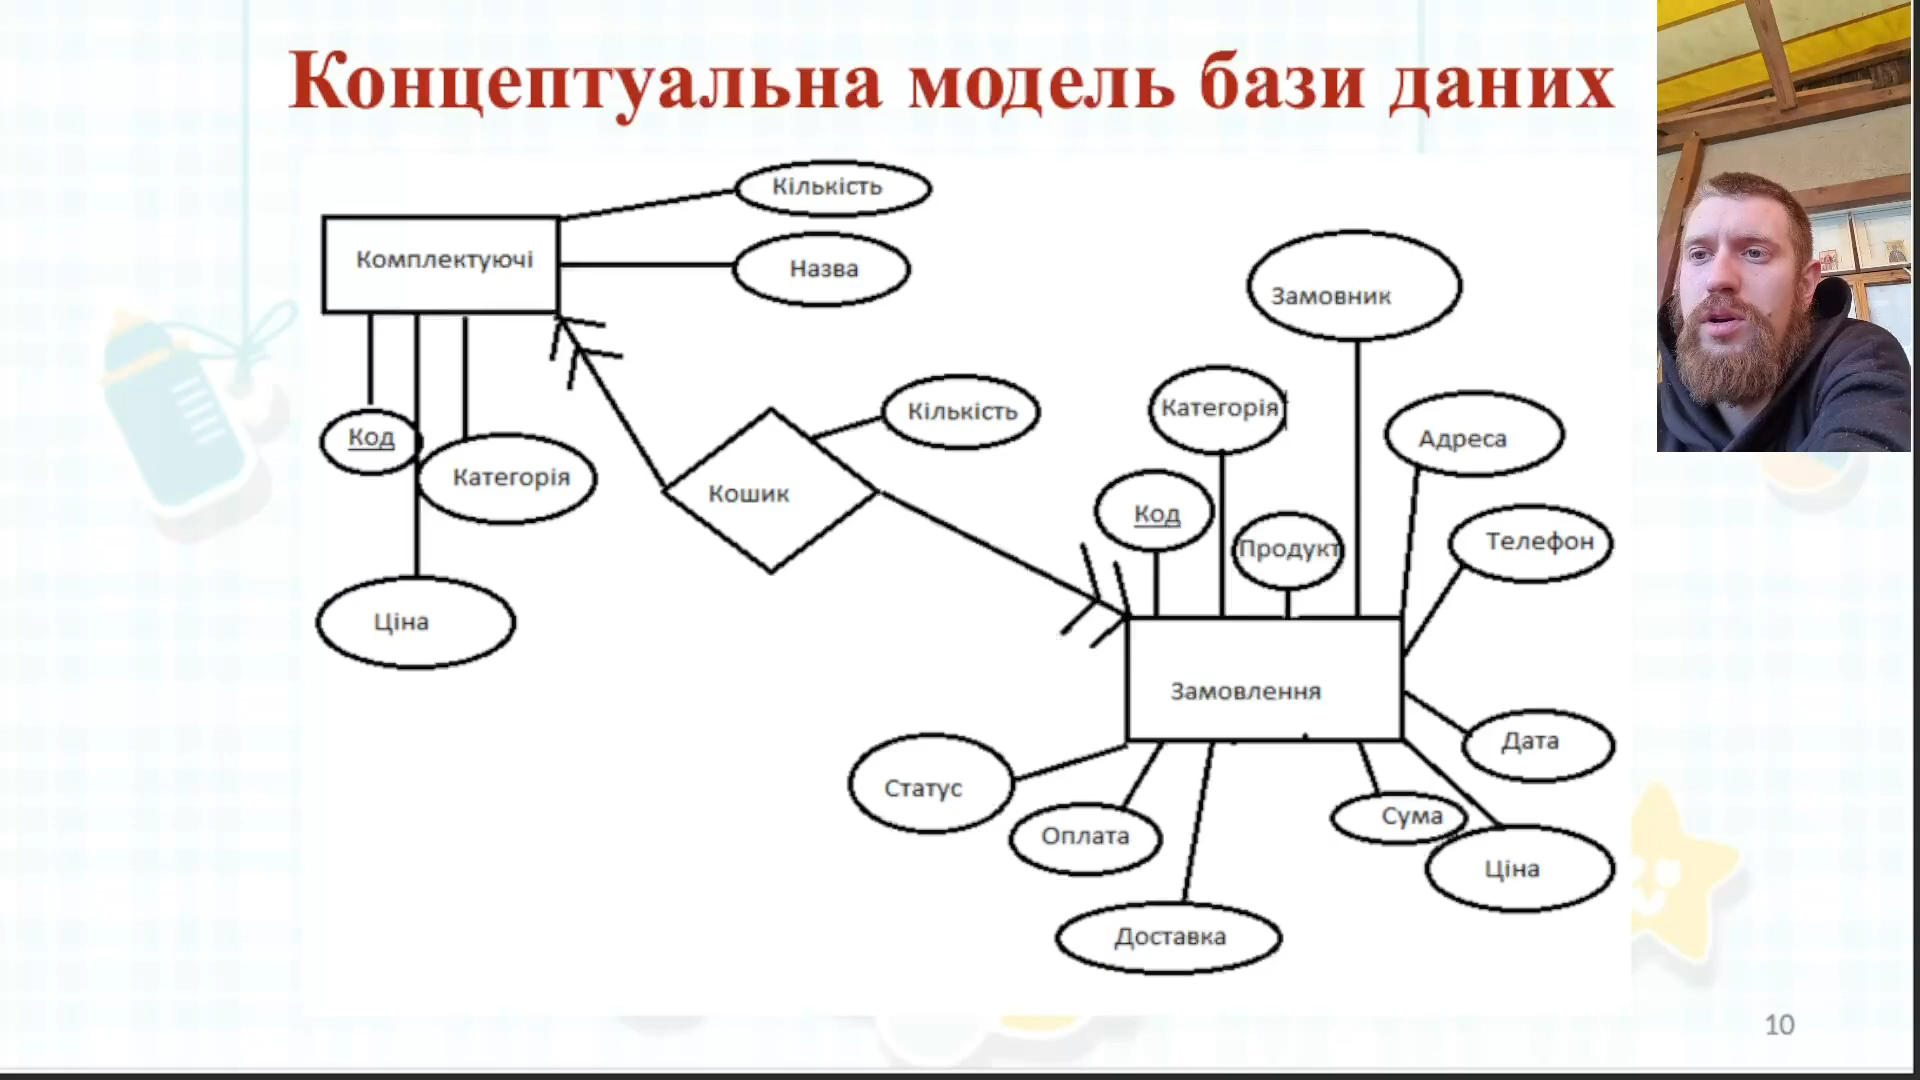 Концептуальна модель бази даних
Кількість
Комплектуючі
Назва
Замовник
Кількість
Категорія
Адреса
Код
Категорія
Кошик
Код
Продукт
Телефон
Ціна
Замовлення
Дата
Статус
Оплата
Сума
Ціна
Доставка
10